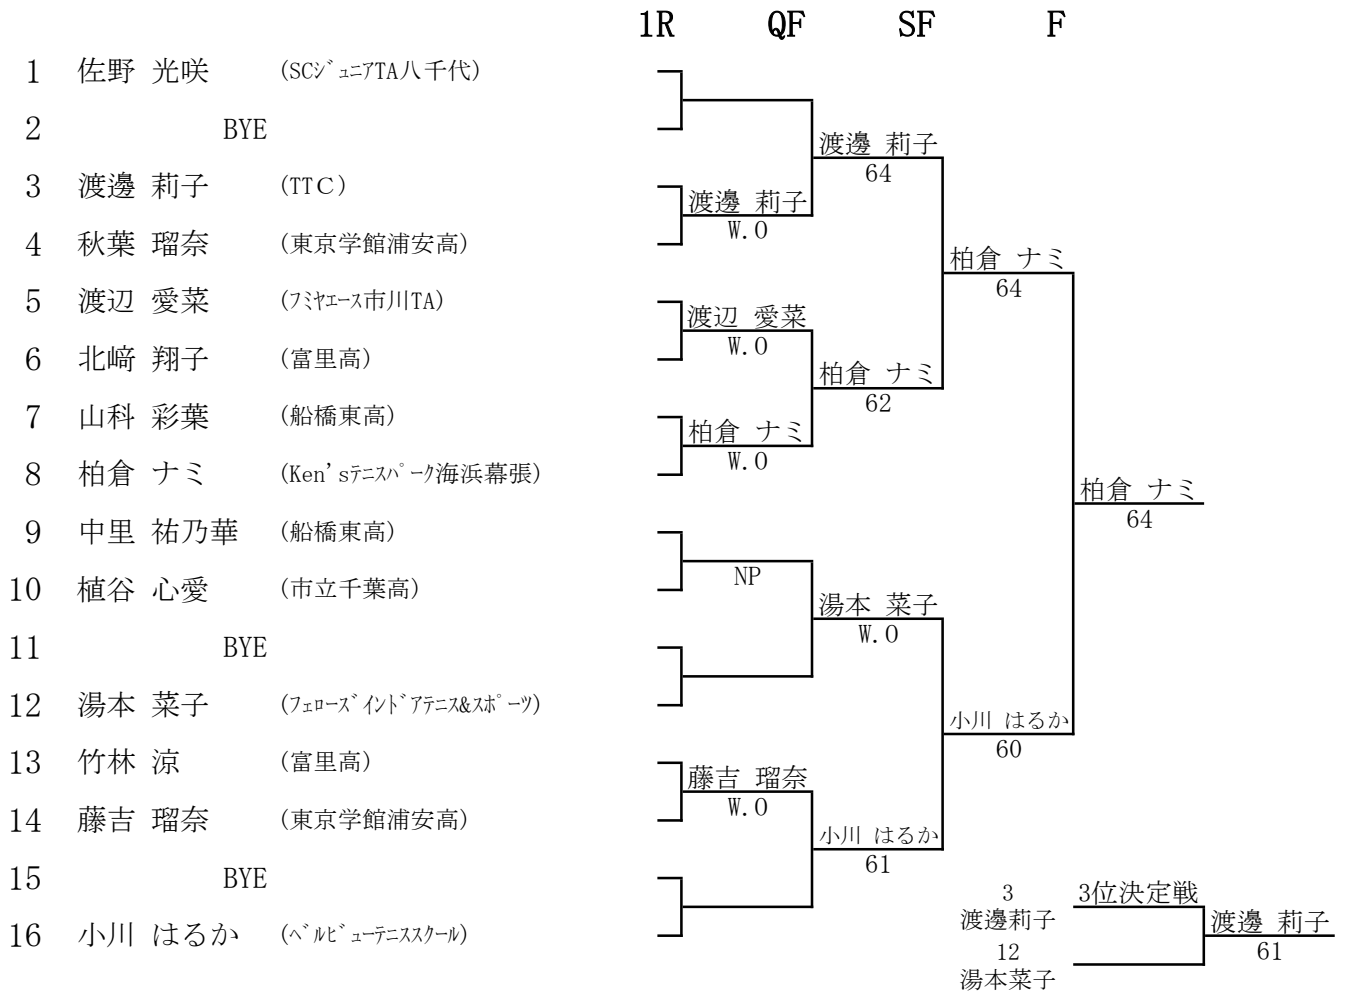 1R QF SF F
1 佐野 光咲 (SCジュニアTA八千代)
2 BYE
渡邊 莉子
64
3 渡邊 莉子 (TTC)
渡邊 莉子
W.O
4 秋葉 瑠奈 (東京学館浦安高)
柏倉 ナミ
64
5 渡辺 愛菜 (フミヤエース市川TA)
渡辺 愛菜
W.O
6 北﨑 翔子 (富里高)
柏倉 ナミ
62
7 山科 彩葉 (船橋東高)
柏倉 ナミ
W.O
8 柏倉 ナミ (Ken'sテニスパーク海浜幕張)
柏倉 ナミ
64
9 中里 祐乃華 (船橋東高)
NP
10 植谷 心愛 (市立千葉高)
湯本 菜子
W.O
11 BYE
12 湯本 菜子 (フェローズインドアテニス&スポーツ)
小川 はるか
60
13 竹林 涼 (富里高)
藤吉 瑠奈
W.O
14 藤吉 瑠奈 (東京学館浦安高)
小川 はるか
61
15 BYE
16 小川 はるか (ベルビューテニススクール)
3 3位決定戦
渡邊莉子
渡邊 莉子
61
12
湯本菜子